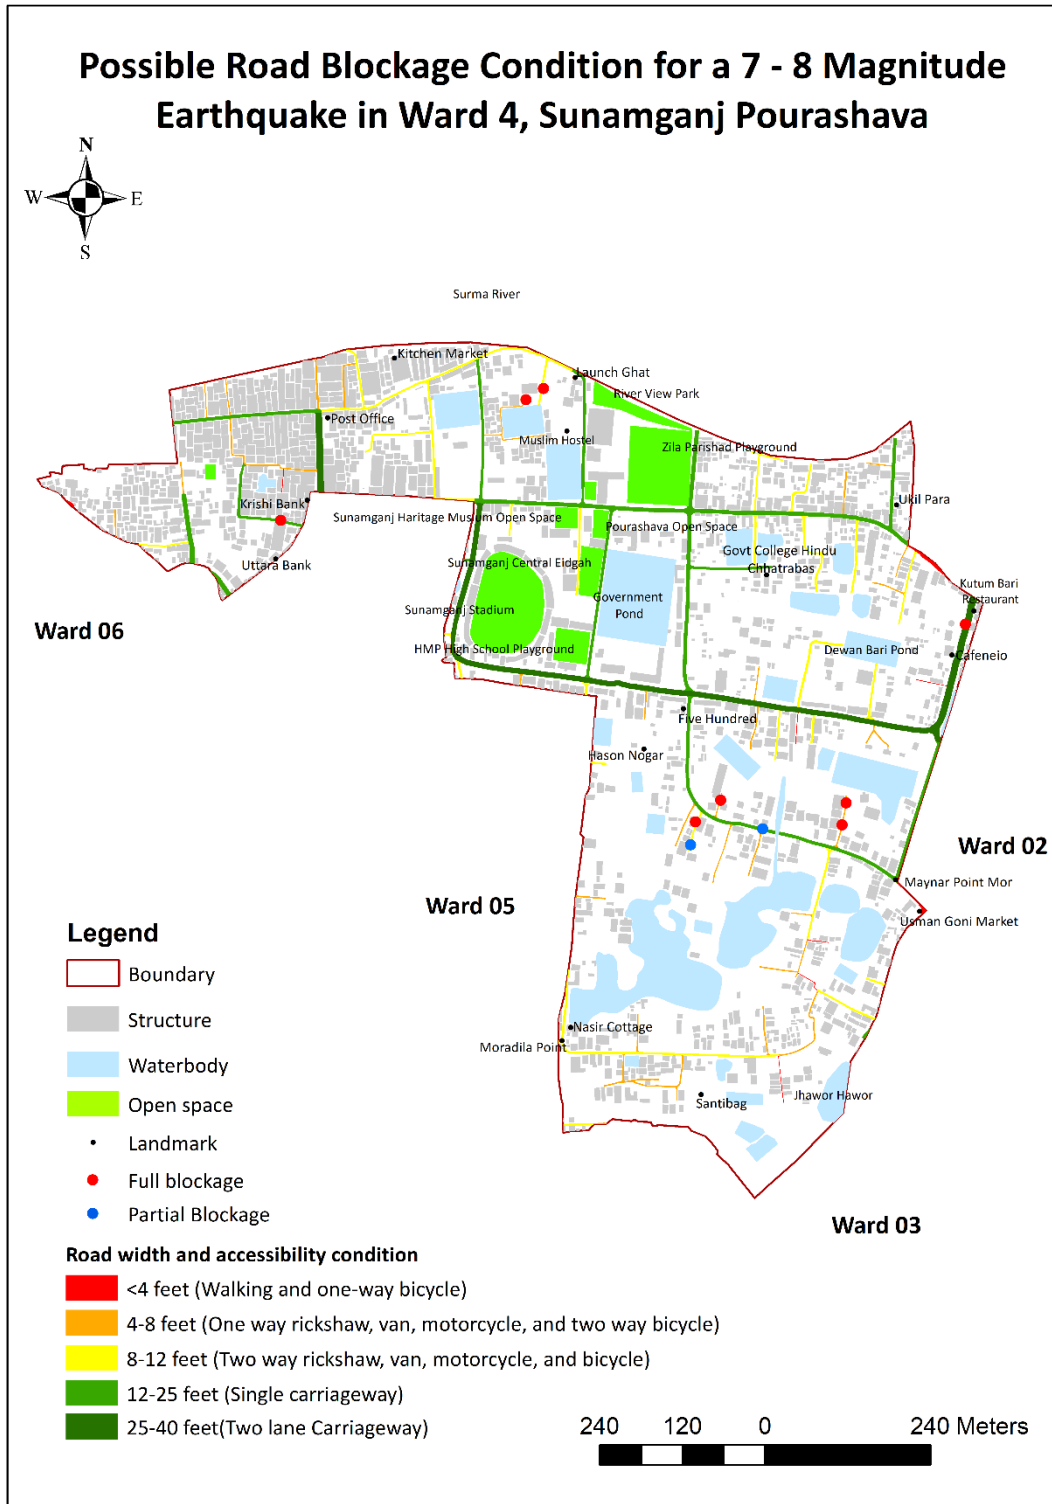 Possible Road Blockage Condition for a 7 - 8 Magnitude
Earthquake in Ward 4, Sunamganj Pourashava
N
W
E
S
Surma River
Kitchen Market
Launch Ghat
River View Park
Post Office
Muslim Hostel
Zila Parishad Playground
Krishi Bank
Ukil Para
Sunamganj Haritage Musium Open Space
Pourashava Open Space
Uttara Bank
Sunamganj Central Eidgah
Govt College Hindu
Chhatrabas
Kutum Bari
Restaurant
Sunamganj Stadium
Government
Pond
Ward 06
HMP High School Playground
Dewan Bari Pond
Cafeneio
Five Hundred
Hason Nogar
Ward 02
Maynar Point Mor
Ward 05
Usman Goni Market
Nasir Cottage
Moradila Point
Santibag
Jhawor Hawor
Ward 03
Legend
Boundary
Structure
Waterbody
Open space
Landmark
Full blockage
Partial Blockage
Road width and accessibility condition
<4 feet (Walking and one-way bicycle)
4-8 feet (One way rickshaw, van, motorcycle, and two way bicycle)
8-12 feet (Two way rickshaw, van, motorcycle, and bicycle)
12-25 feet (Single carriageway)
25-40 feet(Two lane Carriageway)
240 120 0 240 Meters